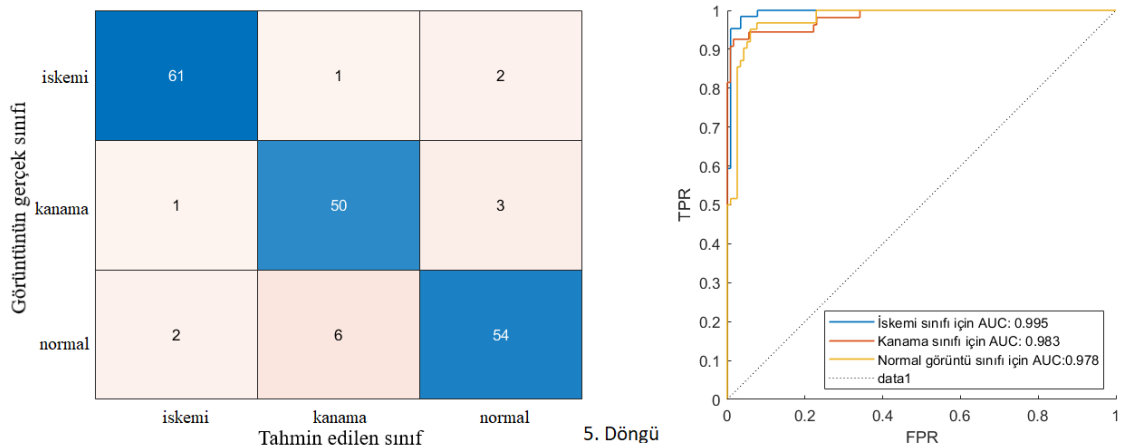 Görüntünün gerçek sınıfı
iskemi
61
1
2
kanama
1
50
3
normal
2
6
54
iskemi
kanama
normal
Tahmin edilen sınıf
5. Döngü
TPR
1
0.9
0.8
0.7
0.6
0.5
0.4
0.3
0.2
0.1
0
İskemi sınıfı için AUC: 0.995
Kanama sınıfı için AUC: 0.983
Normal görüntü sınıfı için AUC:0.978
data1
0
0.2
0.4
0.6
0.8
1
FPR